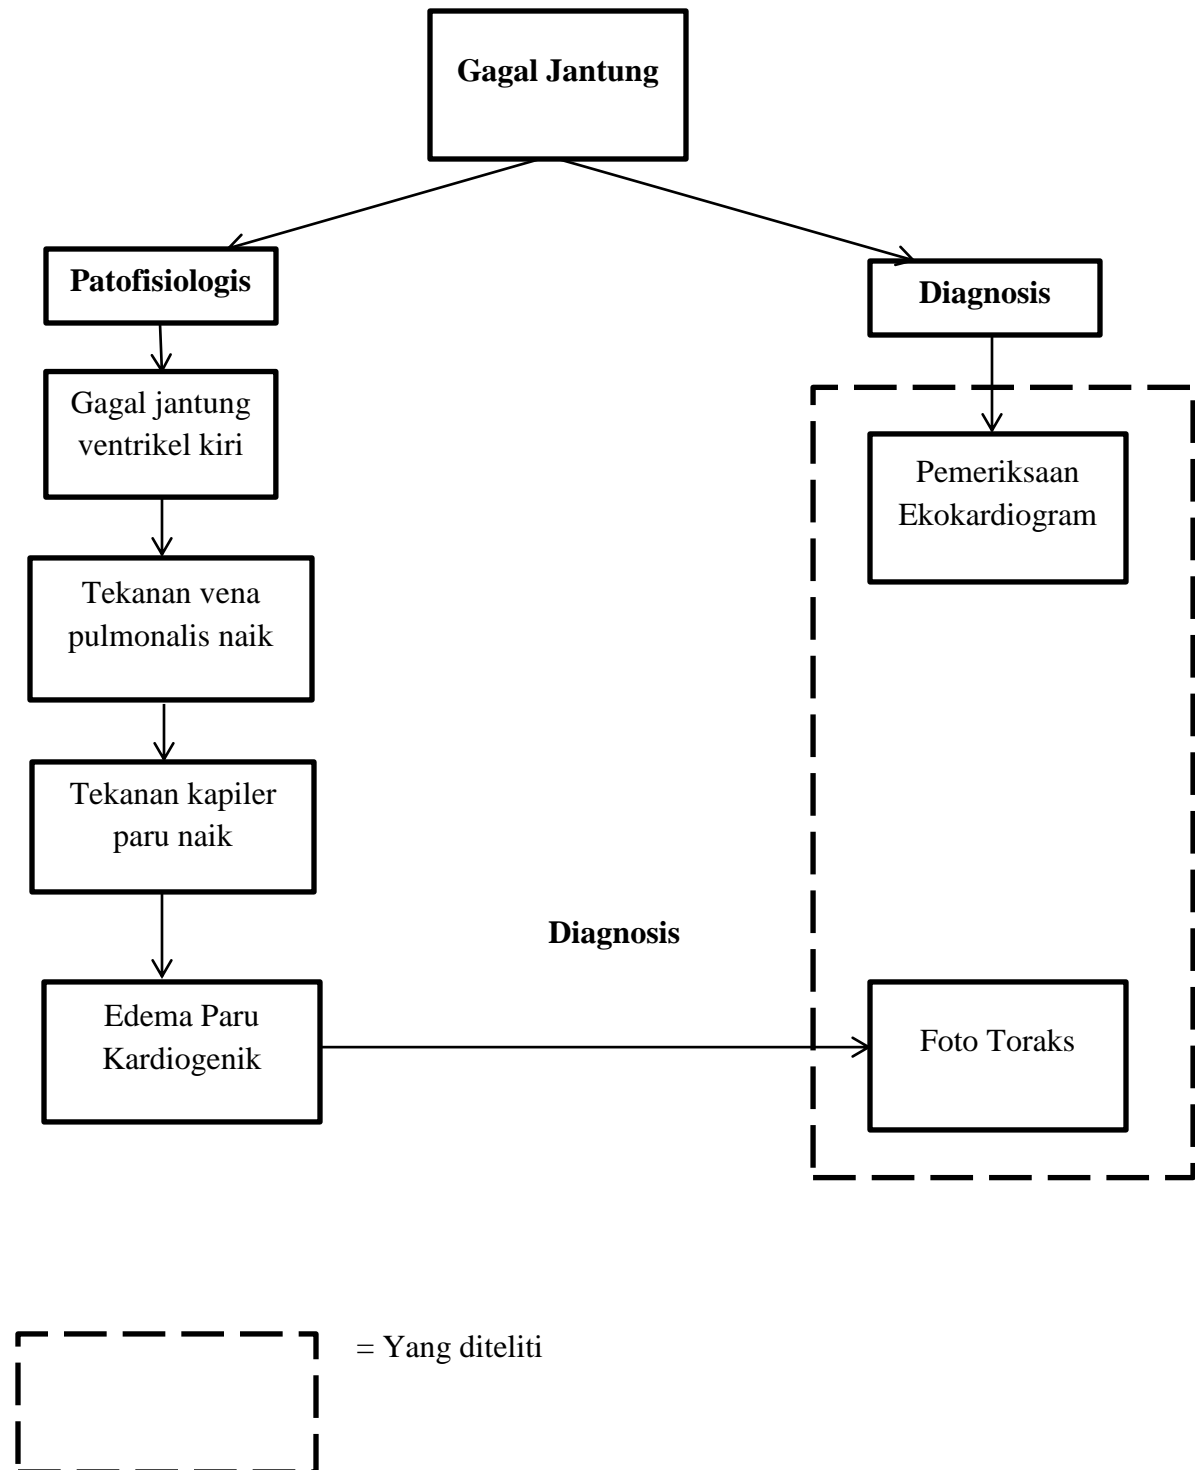 Gagal Jantung
Patofisiologis
Diagnosis
Gagal jantung
ventrikel kiri
Pemeriksaan
Ekokardiogram
Tekanan vena
pulmonalis naik
Tekanan kapiler
paru naik
Diagnosis
Edema Paru
Kardiogenik
Foto Toraks
= Yang diteliti